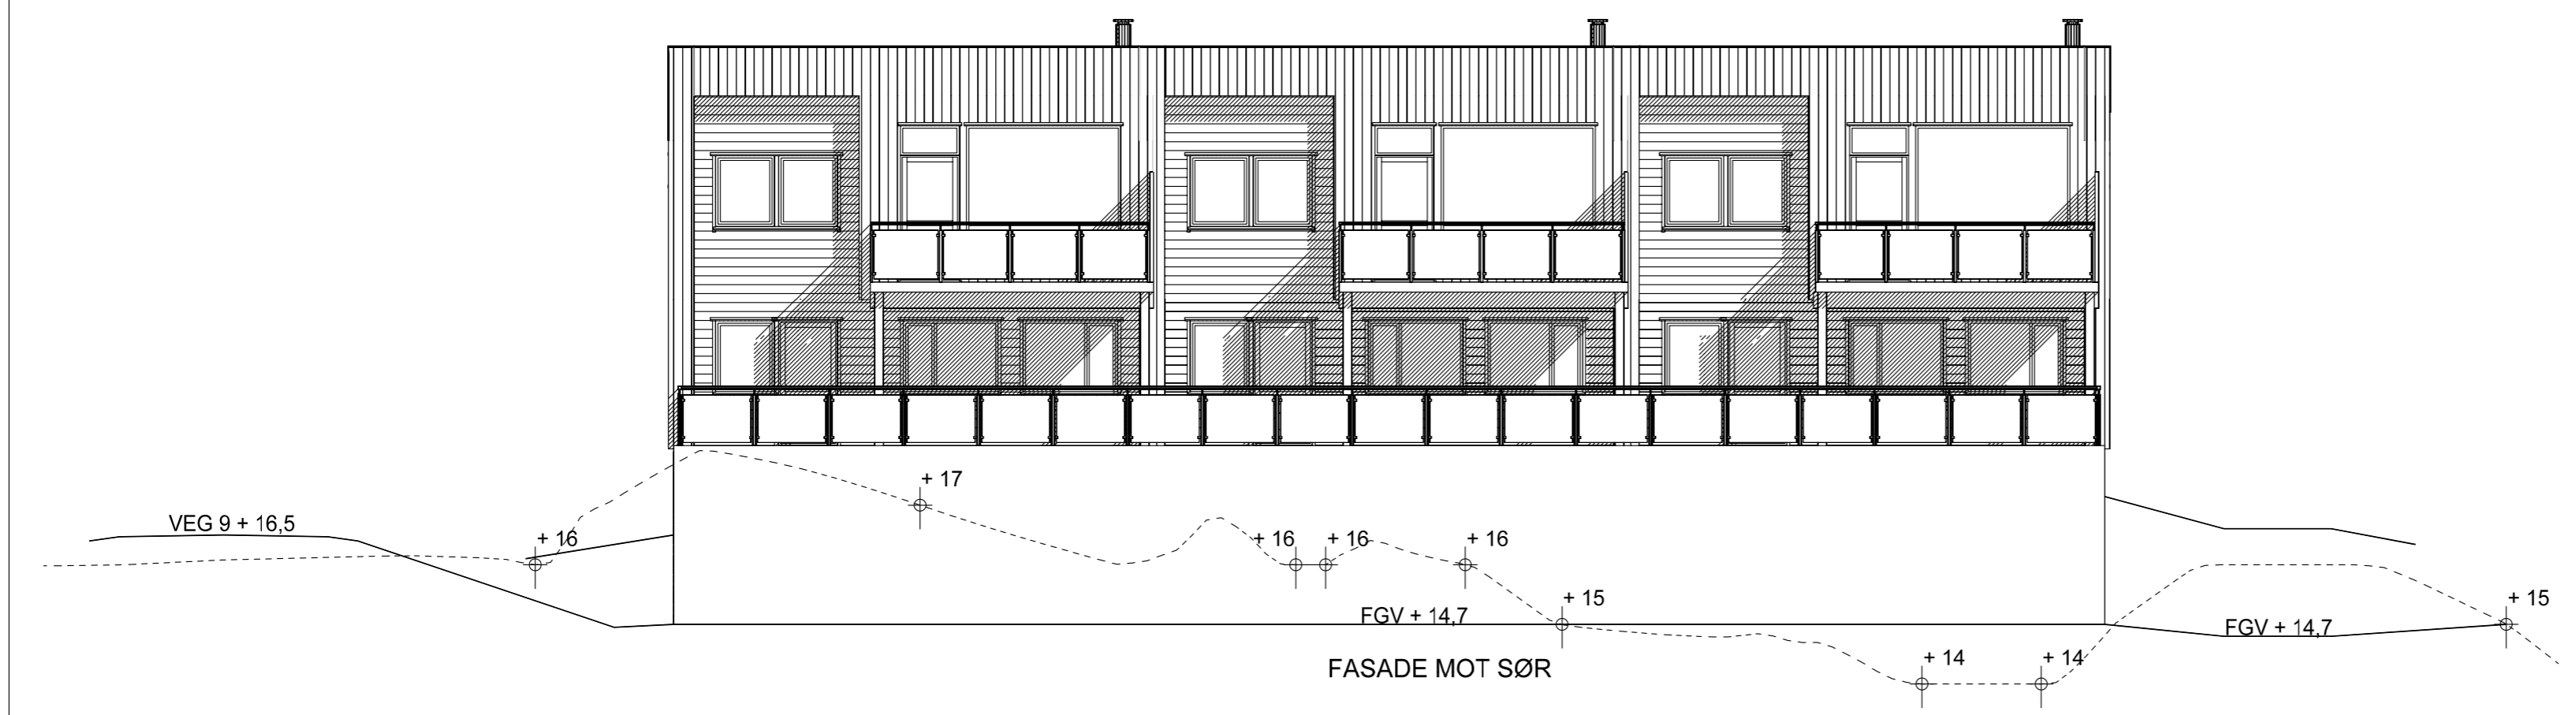 + 17
VEG 9 + 16,5
+ 16
+ 16
+ 16
+ 16
+ 15
+ 15
FGV + 14,7
FGV + 14,7
FASADE MOT SØR
+ 14
+ 14